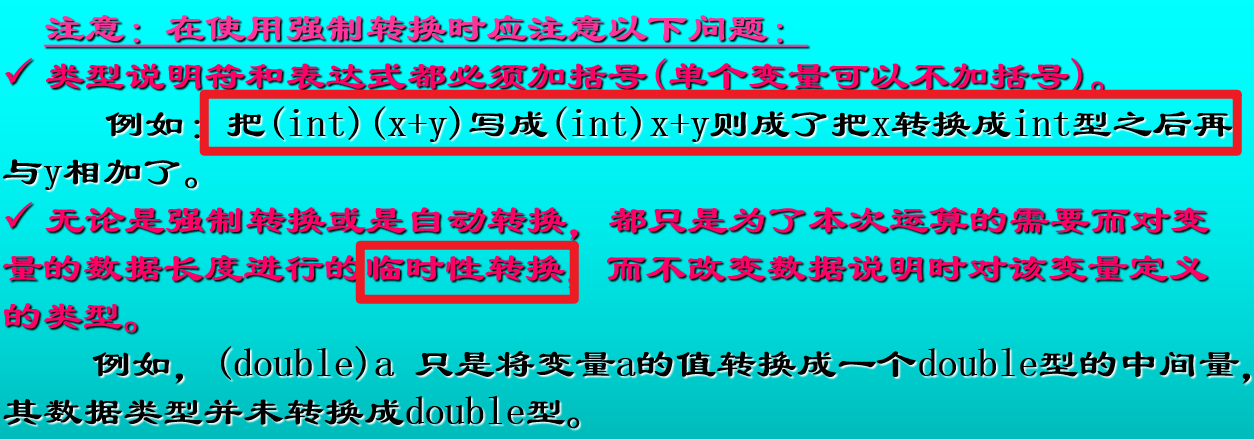 注意：在使用强制转换时应注意以下问题：
✓ 类型说明符和表达式都必须加括号(单个变量可以不加括号)。
例如：把(int)(x+y)写成(int)x+y则成了把x转换成int型之后再
与y相加了。
✓ 无论是强制转换或是自动转换，都只是为了本次运算的需要而对变
量的数据长度进行的临时性转换，而不改变数据说明时对该变量定义
的类型。
例如，(double)a 只是将变量a的值转换成一个double型的中间量，
其数据类型并未转换成double型。